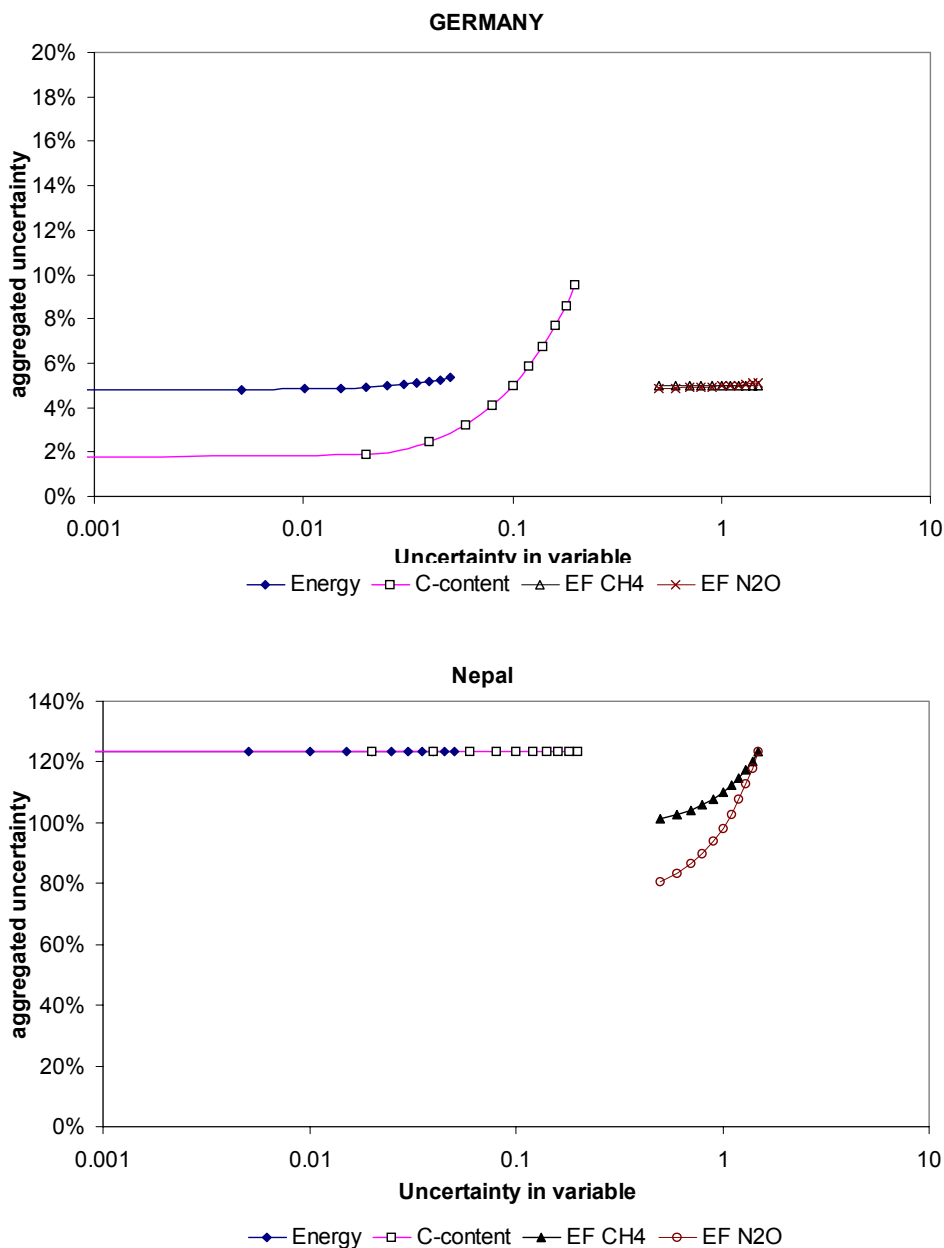 GERMANY
20%
18%
16%
14%
12%
10%
8%
6%
4%
2%
0%
aggregated uncertainty
0.001 0.01 0.1 1 10
Uncertainty in variable
Energy C-content EF CH4 EF N2O
Nepal
140%
120%
100%
80%
60%
40%
20%
0%
aggregated uncertainty
0.001 0.01 0.1 1 10
Uncertainty in variable
Energy C-content EF CH4 EF N2O